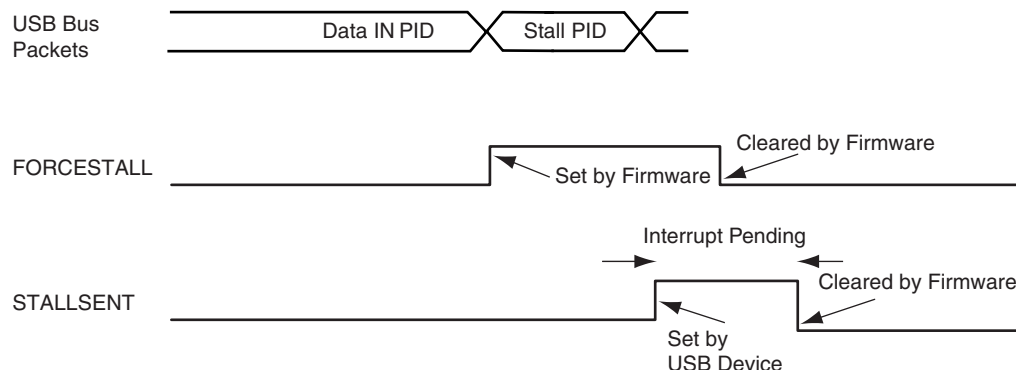 USB Bus
Packets
Data IN PID
Stall PID
FORCESTALL
Set by Firmware
Cleared by Firmware
Interrupt Pending
STALLSENT
Set by
USB Device
Cleared by Firmware